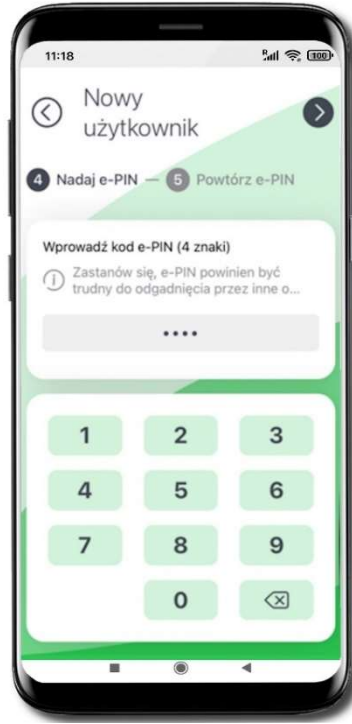 11:18
100
Nowy
użytkownik
4 Nadaj e-PIN — 5 Powtórz e-PIN
Wprowadź kod e-PIN (4 znaki)
Zastanów się, e-PIN powinien być
trudny do odgadnięcia przez inne o...
••••
1 2 3
4 5 6
7 8 9
0